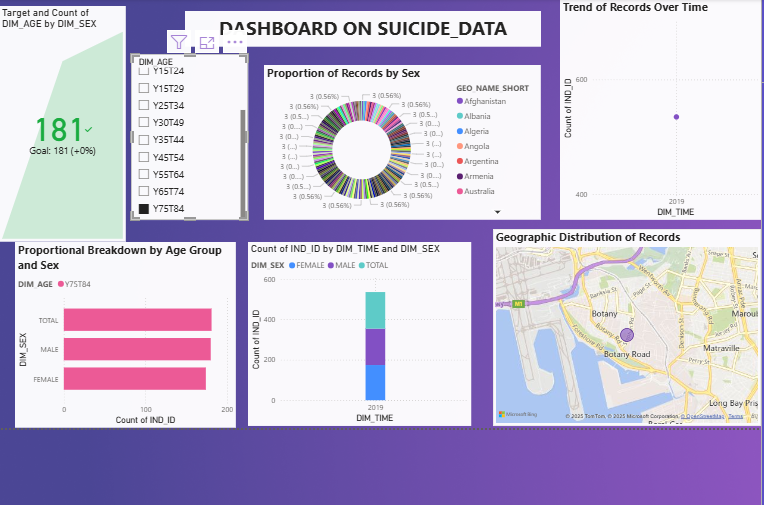 Target and Count of
DIM_AGE by DIM_SEX
181
Goal: 181 (+0%)
DASHBOARD ON SUICIDE_DATA
DIM_AGE
Y15T24
Y15T29
Y25T34
Y30T49
Y35T44
Y45T54
Y55T64
Y65T74
Y75T84
Proportion of Records by Sex
3 (0.56%)
3 (0.56%)
3 (0.56%)
3 (0.56%)
3 (0....)
3 (0....)
3 (0....)
3 (0....)
3 (0....)
3 (0...)
3 (...)
3 (...)
3 (...)
3 (0....)
3 (0....)
3 (0....)
3 (0....)
3 (0.56%)
3 (0.56%)
3 (0.56%)
3 (0.56%)
GEO_NAME_SHORT
Afghanistan
Albania
Algeria
Angola
Argentina
Armenia
Australia
Trend of Records Over Time
Count of IND_ID
600
400
2019
DIM_TIME
Proportional Breakdown by Age Group
and Sex
DIM_AGE Y75T84
DIM_SEX
TOTAL
MALE
FEMALE
0 100 200
Count of IND_ID
Count of IND_ID by DIM_TIME and DIM_SEX
DIM_SEX FEMALE MALE TOTAL
Count of IND_ID
600
400
200
0
2019
DIM_TIME
Geographic Distribution of Records
M1
Botany
Botany Road
Matraville
Long Bay Pris
Microsoft Bing
© 2025 TomTom, © 2025 Microsoft Corporation, © OpenStreetMap Terms